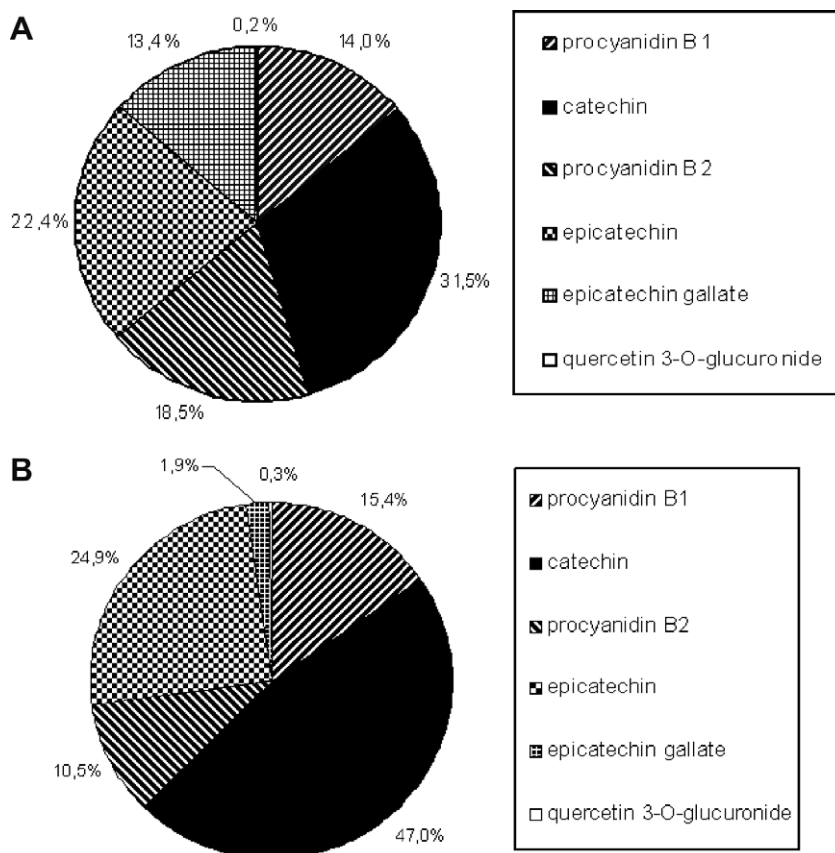 A
0,2%
13,4%
14,0%
22,4%
31,5%
18,5%
procyanidin B1
catechin
procyanidin B2
epicatechin
epicatechin gallate
quercetin 3-O-glucuronide
B
1,9%
0,3%
15,4%
24,9%
10,5%
47,0%
procyanidin B1
catechin
procyanidin B2
epicatechin
epicatechin gallate
quercetin 3-O-glucuronide